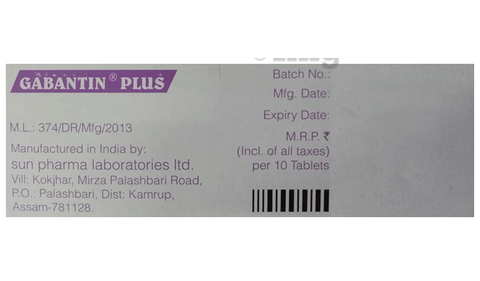 GABANTIN® PLUS
M.L.: 374/DR/Mfg/2013
Manufactured in India by:
sun pharma laboratories ltd.
Vill: Kokjhar, Mirza Palashbari Road,
P.O.: Palashbari, Dist: Kamrup,
Assam-781128.
Batch No.:
Mfg. Date:
Expiry Date:
M.R.P. ₹
(Incl. of all taxes)
per 10 Tablets